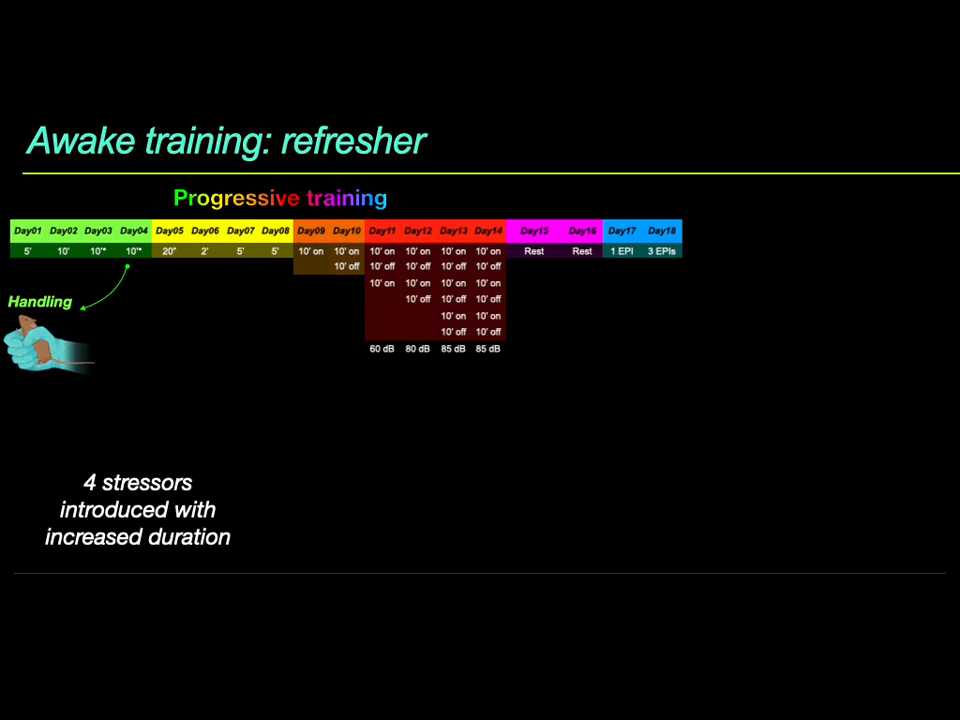 Awake training: refresher
Progressive training
Day01 Day02 Day03 Day04 Day05 Day06 Day07 Day08 Day09 Day10 Day11 Day12 Day13 Day14 Day15 Day16 Day17 Day18
5' 10' 10'* 10'* 20" 2' 5' 5' 10' on 10' on 10' on 10' on 10' on 10' on Rest Rest 1 EPI 3 EPIs
10' off 10' off 10' off 10' off 10' off
10' on 10' on 10' on 10' on
10' off 10' off 10' off
10' on 10' on
10' off 10' off
60 dB 80 dB 85 dB 85 dB
Handling
4 stressors
introduced with
increased duration